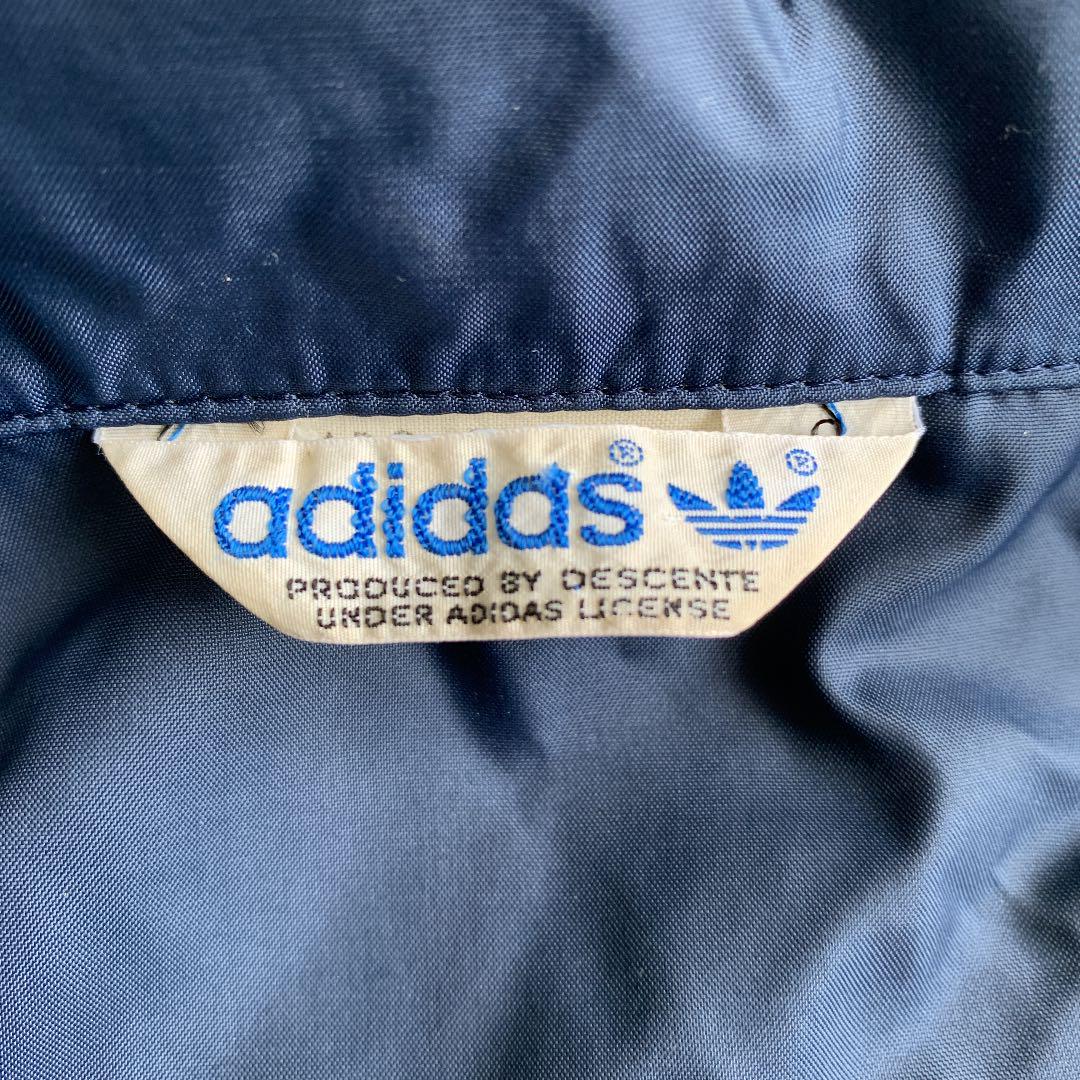 adidas®
®
PRODUCED BY DESCENTE
UNDER ADIDAS LICENSE